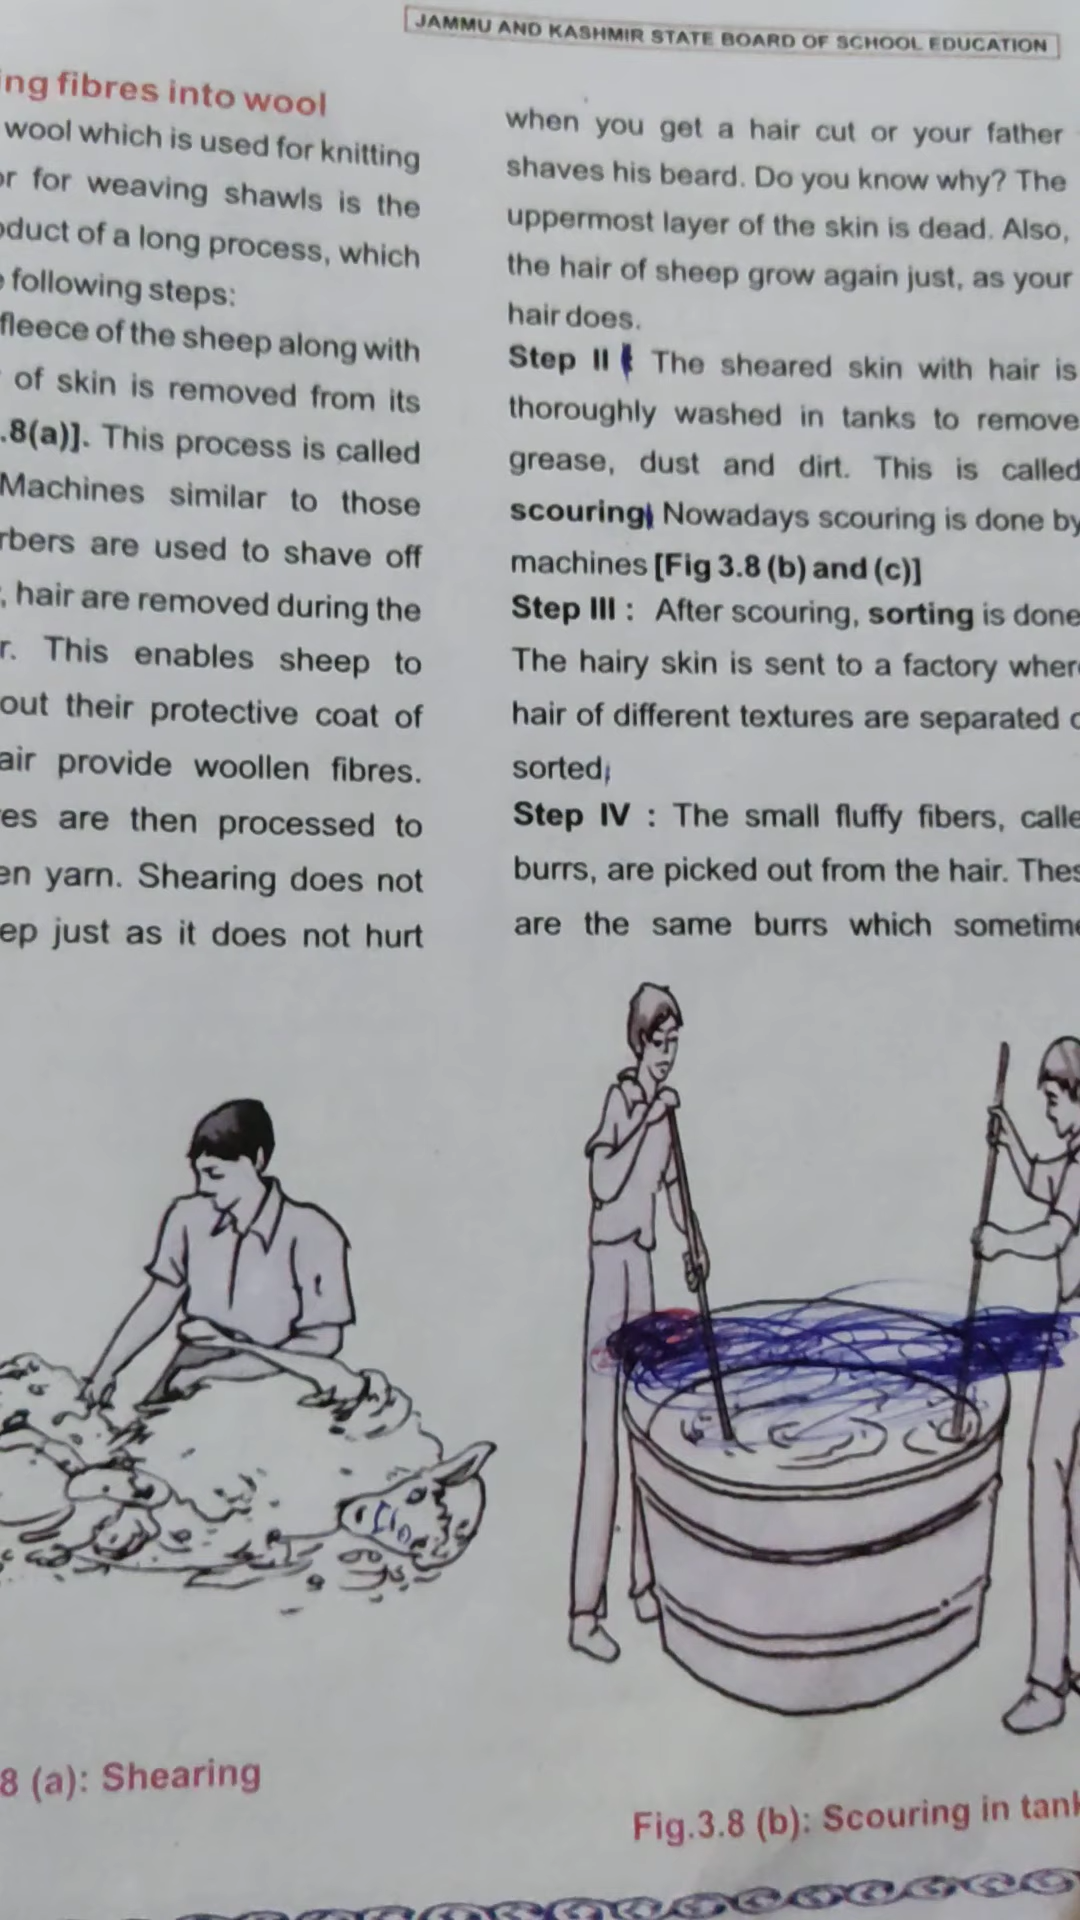 JAMMU AND KASHMIR STATE BOARD OF SCHOOL EDUCATION
ing fibres into wool
wool which is used for knitting
or for weaving shawls is the
oduct of a long process, which
following steps:
fleece of the sheep along with
of skin is removed from its
.8(a)]. This process is called
Machines similar to those
rbers are used to shave off
, hair are removed during the
r. This enables sheep to
out their protective coat of
air provide woollen fibres.
es are then processed to
en yarn. Shearing does not
ep just as it does not hurt
when you get a hair cut or your father
shaves his beard. Do you know why? The
uppermost layer of the skin is dead. Also,
the hair of sheep grow again just, as your
hair does.
Step II : The sheared skin with hair is
thoroughly washed in tanks to remove
grease, dust and dirt. This is called
scouring. Nowadays scouring is done by
machines [Fig 3.8 (b) and (c)]
Step III : After scouring, sorting is done
The hairy skin is sent to a factory wher
hair of different textures are separated o
sorted.
Step IV : The small fluffy fibers, calle
burrs, are picked out from the hair. Thes
are the same burrs which sometime
8 (a): Shearing
Fig.3.8 (b): Scouring in tank